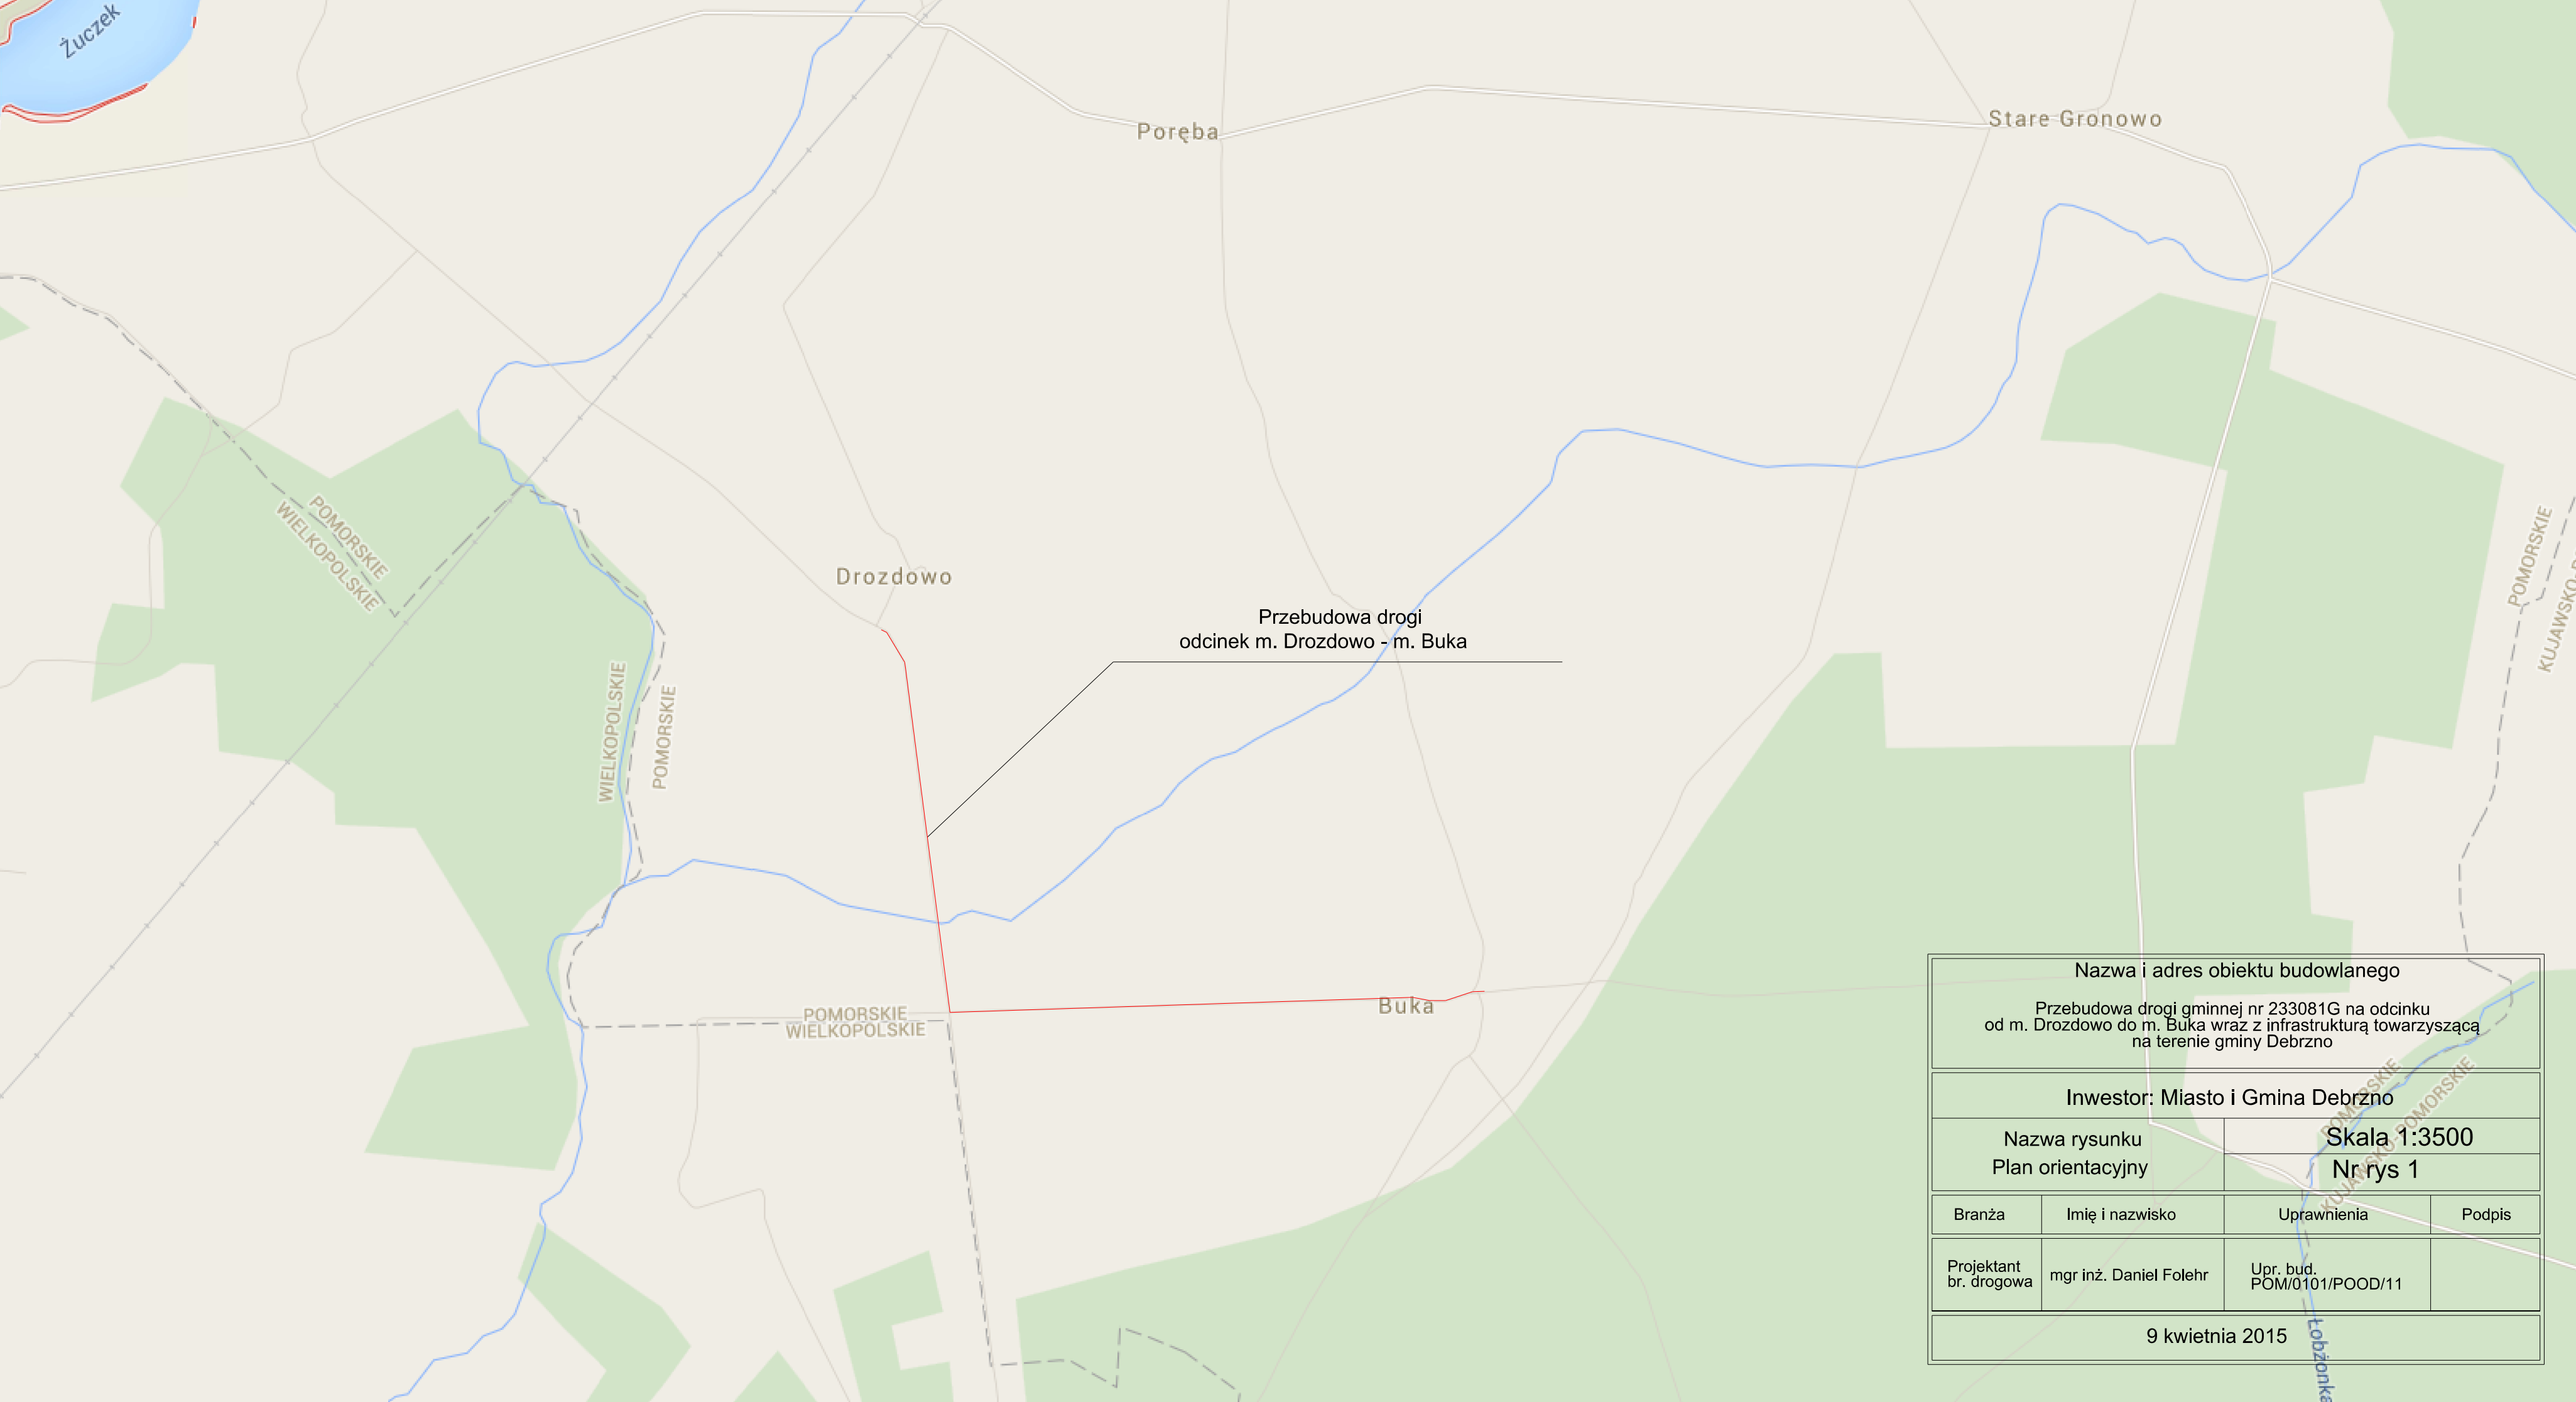 Żuczek
Poręba
Stare Gronowo
POMORSKIE
WIELKOPOLSKIE
Drozdowo
Przebudowa drogi
odcinek m. Drozdowo - m. Buka
WIELKOPOLSKIE
POMORSKIE
POMORSKIE
POMORSKIE
WIELKOPOLSKIE
Buka
Nazwa i adres obiektu budowlanego
Przebudowa drogi gminnej nr 233081G na odcinku
od m. Drozdowo do m. Buka wraz z infrastrukturą towarzyszącą
na terenie gminy Debrzno
Inwestor: Miasto i Gmina Debrzno
Nazwa rysunku
Plan orientacyjny
Skala 1:3500
Nr rys 1
POMORSKIE
KUJAWSKO-POMORSKIE
Branża
Imię i nazwisko
Uprawnienia
Podpis
Projektant
br. drogowa
mgr inż. Daniel Folehr
Upr. bud.
POM/0101/POOD/11
9 kwietnia 2015
Łobżonka